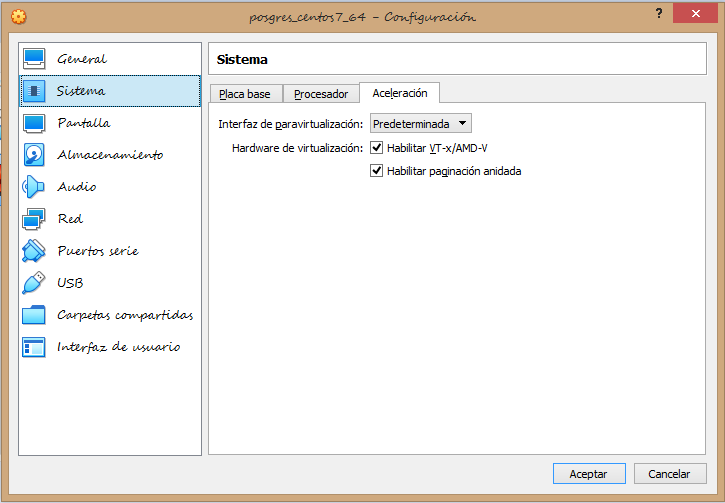 posgres_centos7_64 - Configuración
?
General
Sistema
Pantalla
Almacenamiento
Audio
Red
Puertos serie
USB
Carpetas compartidas
Interfaz de usuario
Sistema
Placa base Procesador Aceleración
Interfaz de paravirtualización: Predeterminada
Hardware de virtualización: Habilitar VT-x/AMD-V
Habilitar paginación anidada
Aceptar Cancelar